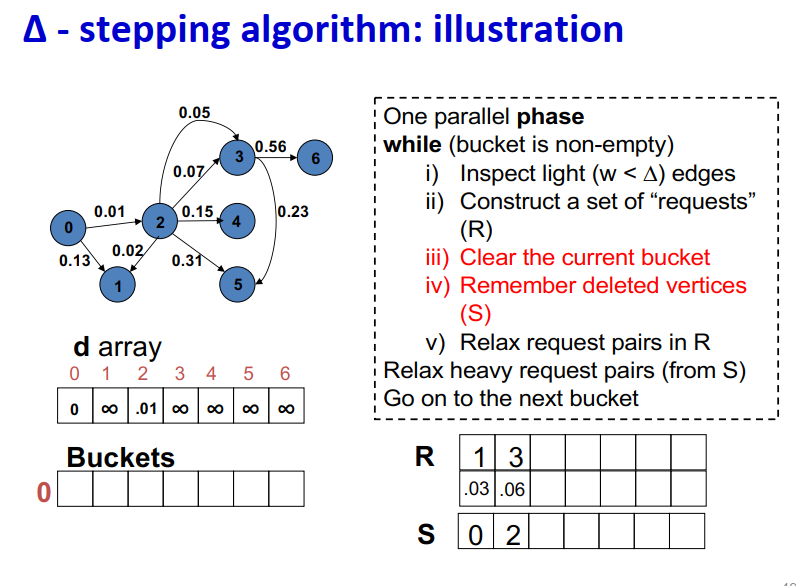 Δ - stepping algorithm: illustration
0.05
0.56
3
6
0.07
0.01
0.15
0.23
0
2
4
0.13
0.02
0.31
1
5
d array
0 1 2 3 4 5 6
0 ∞ .01 ∞ ∞ ∞ ∞
Buckets
0
One parallel phase
while (bucket is non-empty)
i) Inspect light (w < Δ) edges
ii) Construct a set of “requests”
(R)
iii) Clear the current bucket
iv) Remember deleted vertices
(S)
v) Relax request pairs in R
Relax heavy request pairs (from S)
Go on to the next bucket
R 1 3
.03 .06
S 0 2